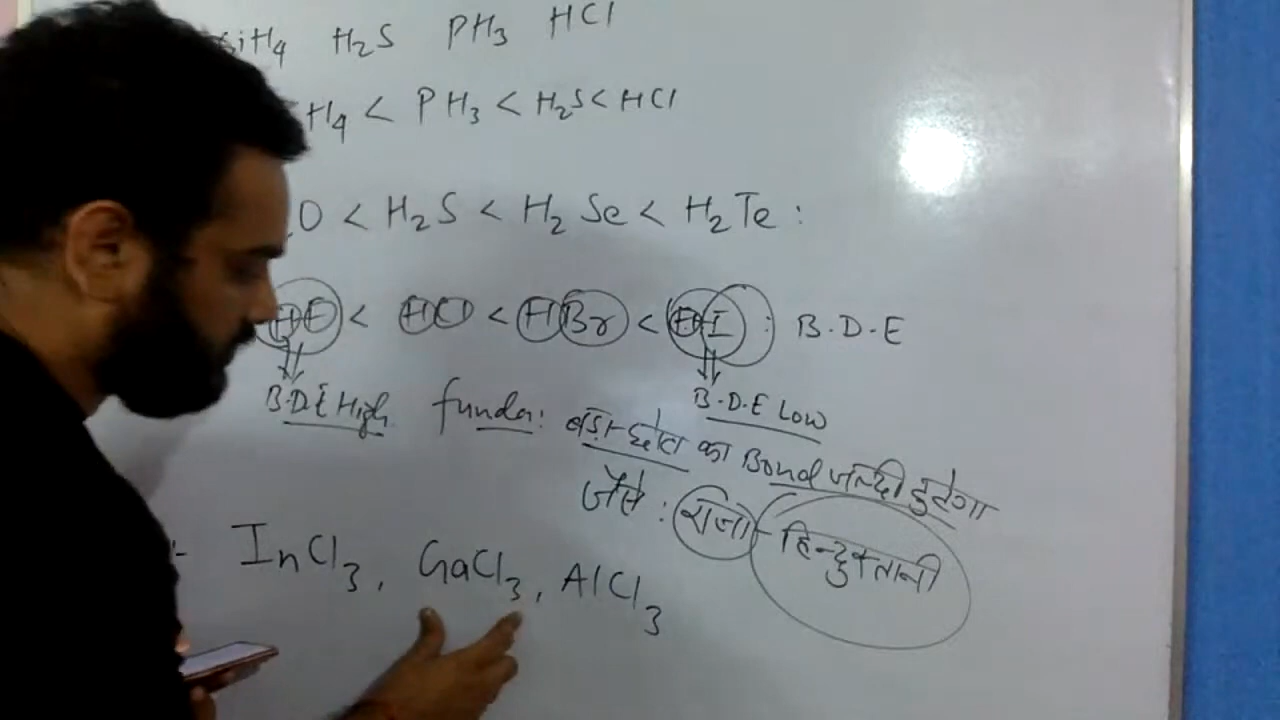 iH4 H2S PH3 HCl
H4 < PH3 < H2S < HCl
O < H2S < H2Se < H2Te :
HF < HCl < HBr < HI : B.D.E
B.D.E High funda: बड़ा-छोटा का Bond जल्दी टुटेगा
B.D.E Low
जैसे : राजा - हिन्दुस्तानी
:- InCl3, GaCl3, AlCl3